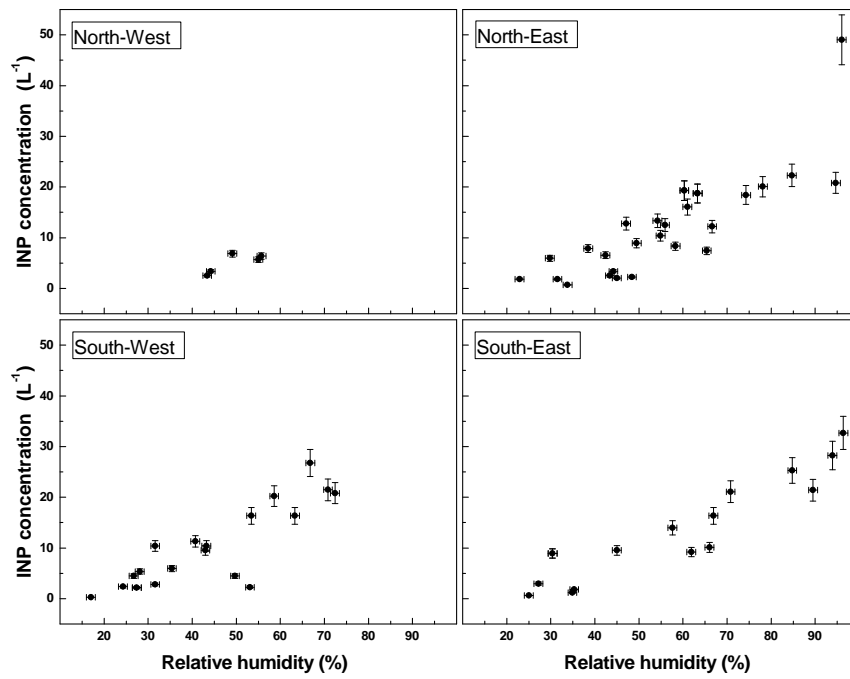 North-West
North-East
50
40
30
20
10
0
INP concentration (L⁻¹)
South-West
South-East
50
40
30
20
10
0
INP concentration (L⁻¹)
20 30 40 50 60 70 80 90
20 30 40 50 60 70 80 90
Relative humidity (%)
Relative humidity (%)